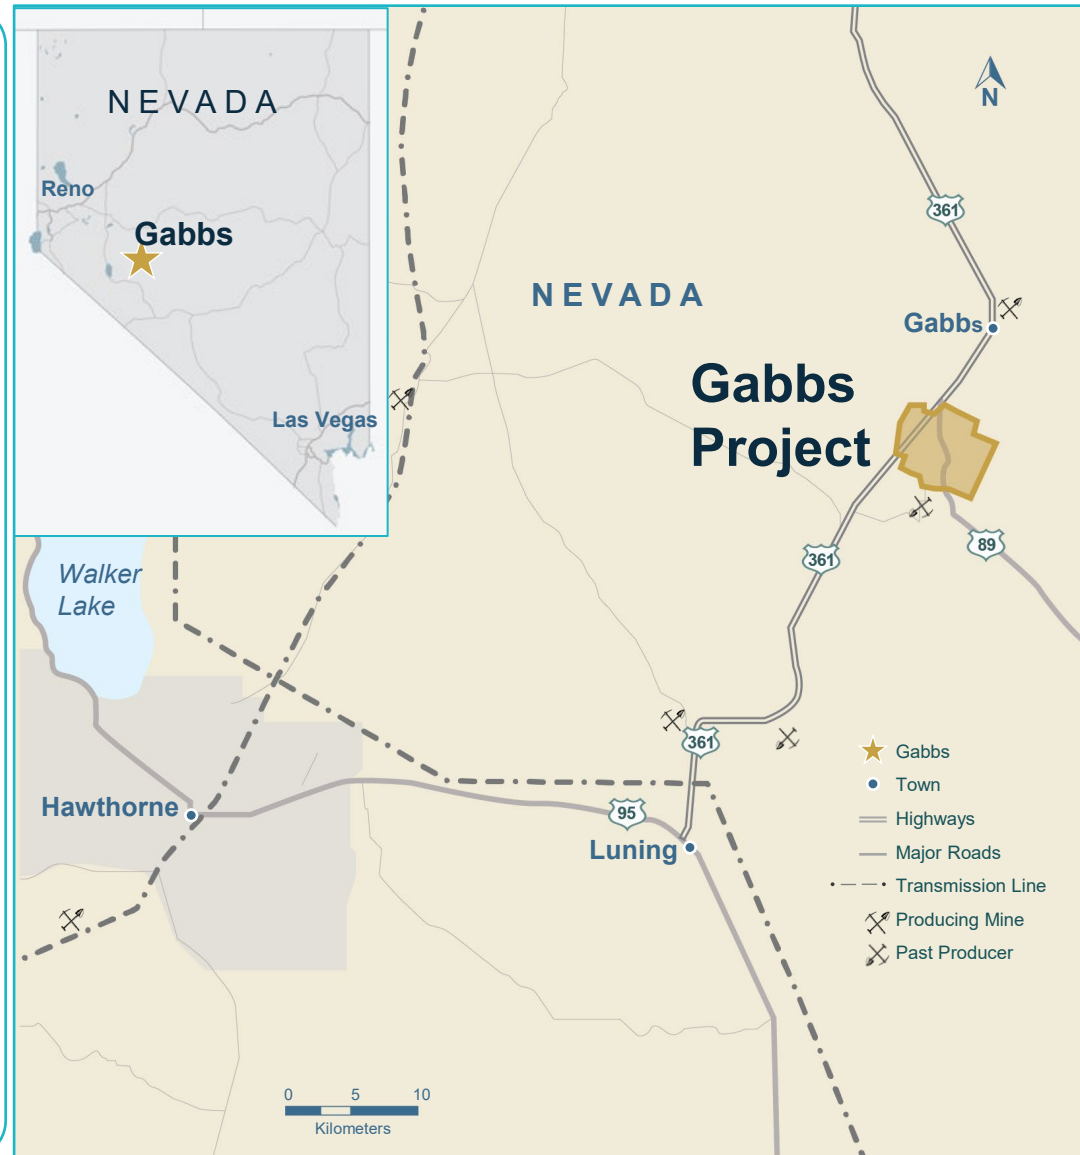 NEVADA
Reno
Gabbs
Las Vegas
N
361
NEVADA
Gabbs
Gabbs
Project
361
89
Walker
Lake
361
Hawthorne
95
Luning
Gabbs
Town
Highways
Major Roads
Transmission Line
Producing Mine
Past Producer
0 5 10
Kilometers